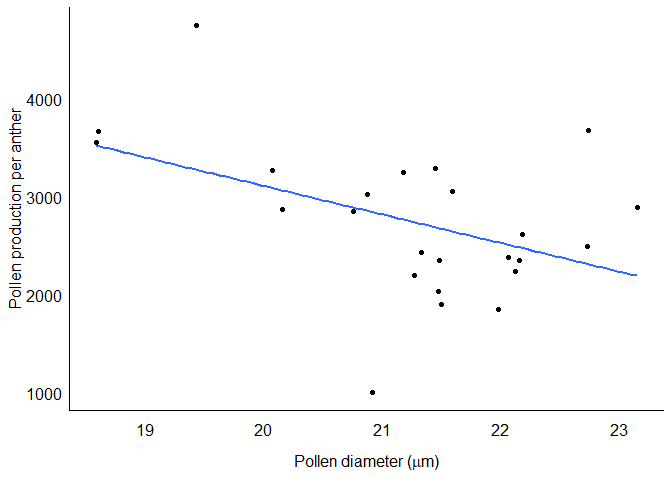 Pollen production per anther
4000
3000
2000
1000
19 20 21 22 23
Pollen diameter (μm)